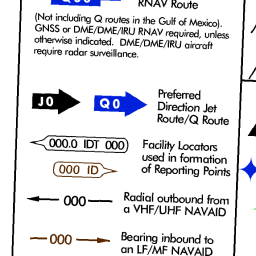 RNAV Route
(Not including Q routes in the Gulf of Mexico).
GNSS or DME/DME/IRU RNAV required, unless
otherwise indicated. DME/DME/IRU aircraft
require radar surveillance.
J0 Q0 Preferred
Direction Jet
Route/Q Route
000.0 IDT 000 Facility Locators
used in formation
000 ID of Reporting Points
000 Radial outbound from
a VHF/UHF NAVAID
000 Bearing inbound to
an LF/MF NAVAID